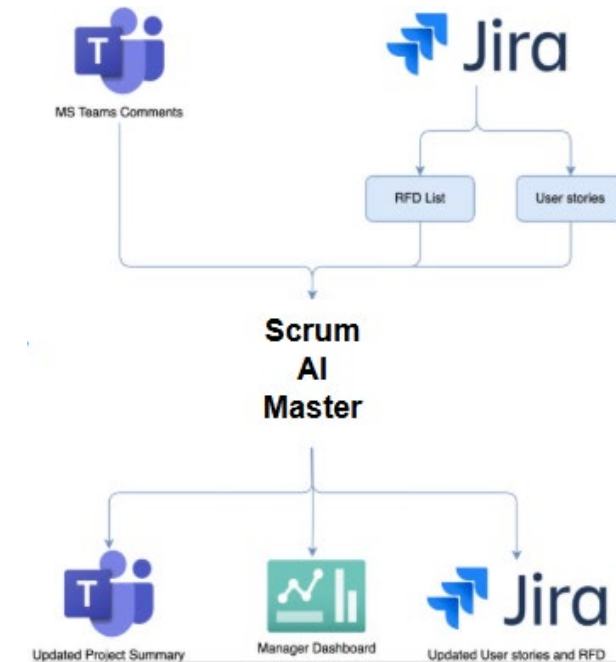 T
Jira
MS Teams Comments
RFD List
User stories
Scrum
AI
Master
T
Jira
Updated Project Summary
Manager Dashboard
Updated User stories and RFD